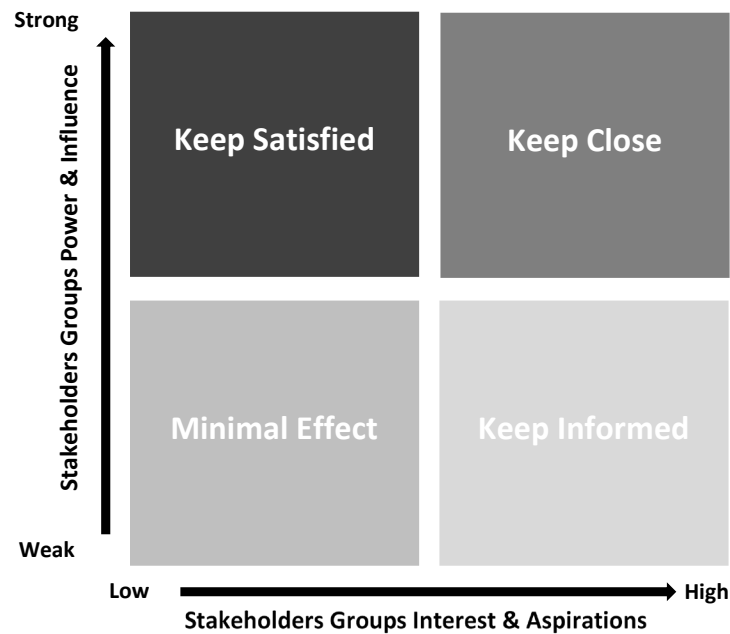 Strong
Stakeholders Groups Power & Influence
Keep Satisfied
Keep Close
Minimal Effect
Keep Informed
Weak
Low
High
Stakeholders Groups Interest & Aspirations